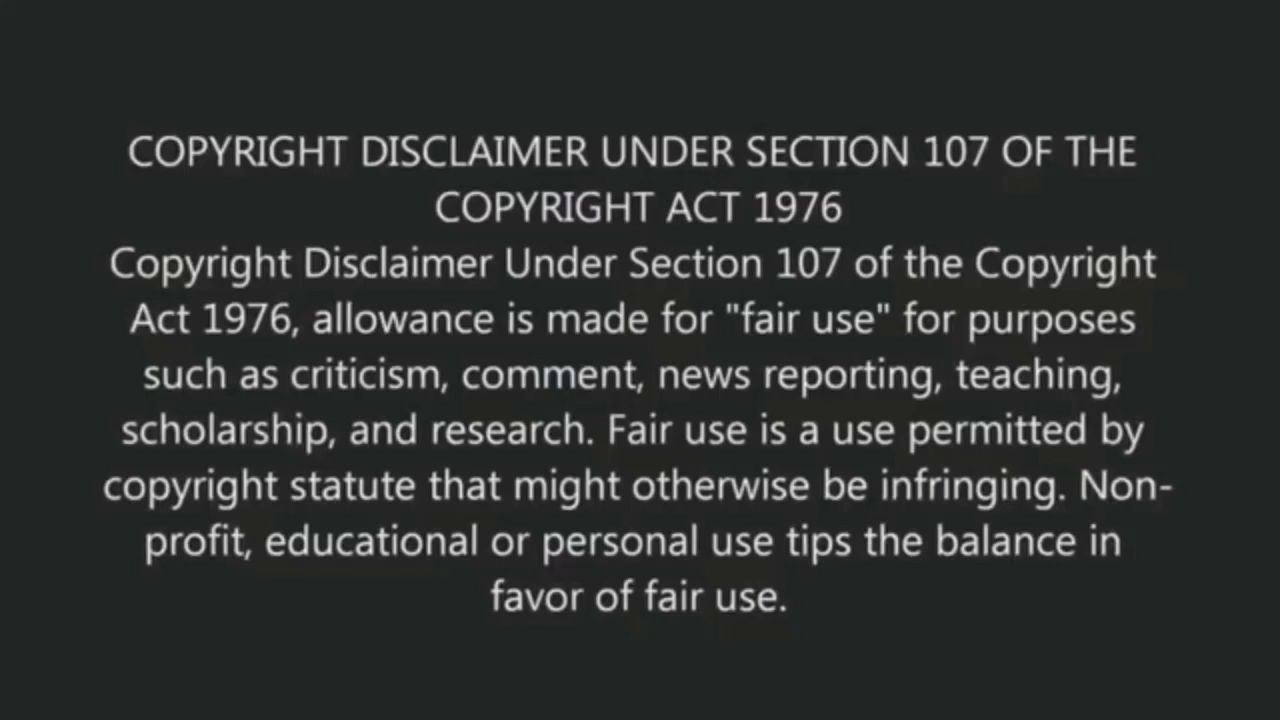 COPYRIGHT DISCLAIMER UNDER SECTION 107 OF THE
COPYRIGHT ACT 1976
Copyright Disclaimer Under Section 107 of the Copyright
Act 1976, allowance is made for "fair use" for purposes
such as criticism, comment, news reporting, teaching,
scholarship, and research. Fair use is a use permitted by
copyright statute that might otherwise be infringing. Non-
profit, educational or personal use tips the balance in
favor of fair use.